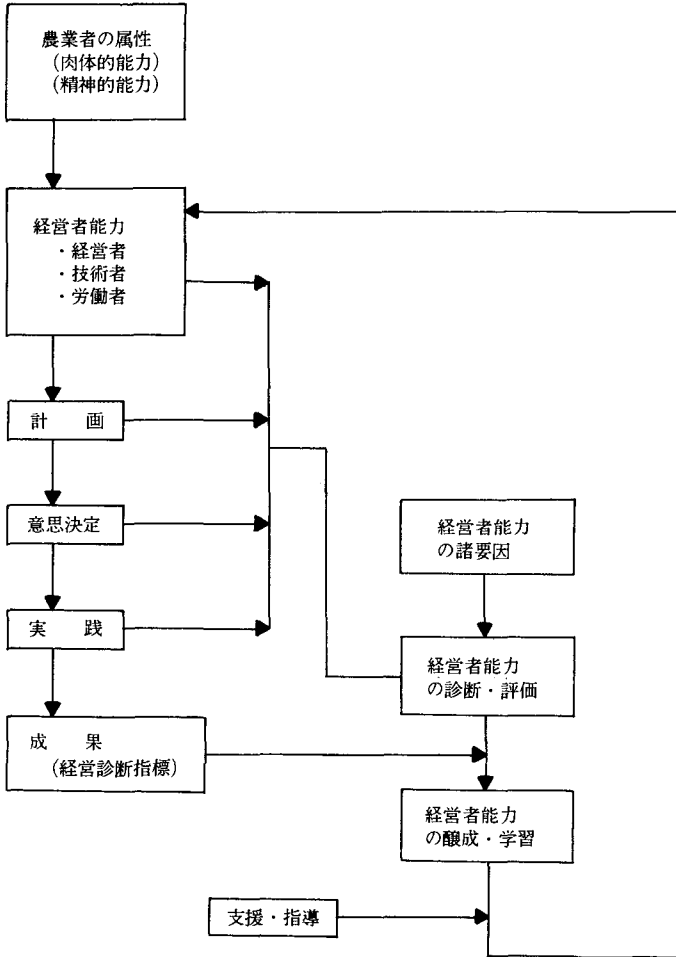 農業者の属性
(肉体的能力)
(精神的能力)
経営者能力
・経営者
・技術者
・労働者
計　画
意思決定
実　践
成　果
(経営診断指標)
経営者能力
の諸要因
経営者能力
の診断・評価
経営者能力
の醸成・学習
支援・指導